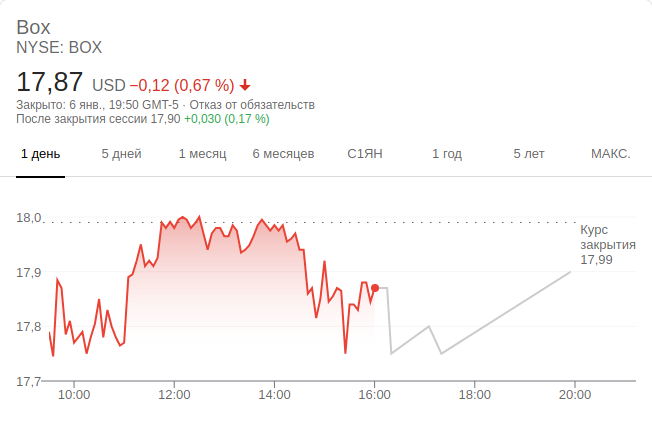 Box
NYSE: BOX
17,87 USD −0,12 (0,67 %)
Закрыто: 6 янв., 19:50 GMT-5 · Отказ от обязательств
После закрытия сессии 17,90 +0,030 (0,17 %)
1 день 5 дней 1 месяц 6 месяцев С1ЯН 1 год 5 лет МАКС.
18,0
Курс
закрытия
17,99
17,9
17,8
17,7
10:00 12:00 14:00 16:00 18:00 20:00